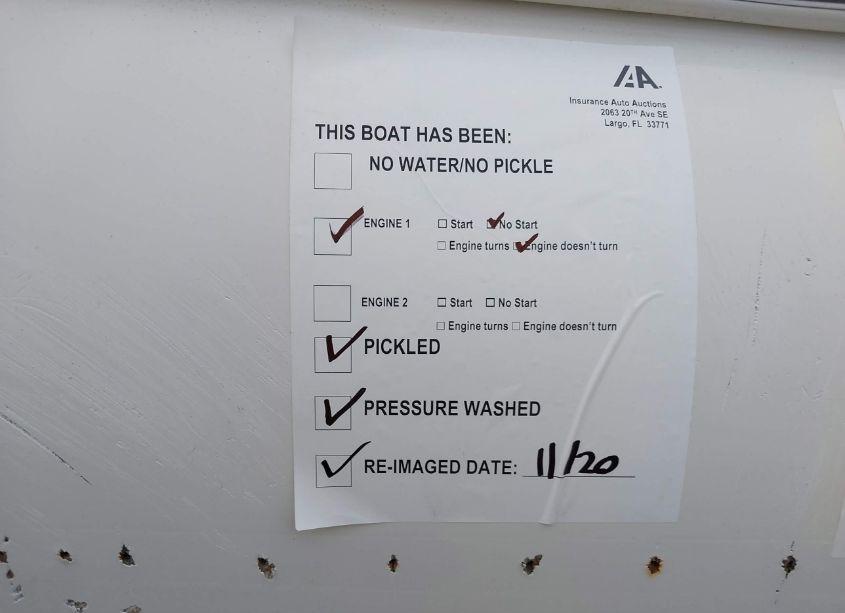 IAA
Insurance Auto Auctions
2063 20TH Ave SE
Largo, FL 33771
THIS BOAT HAS BEEN:
NO WATER/NO PICKLE
ENGINE 1 Start No Start
Engine turns Engine doesn't turn
ENGINE 2 Start No Start
Engine turns Engine doesn't turn
PICKLED
PRESSURE WASHED
RE-IMAGED DATE: 11/20